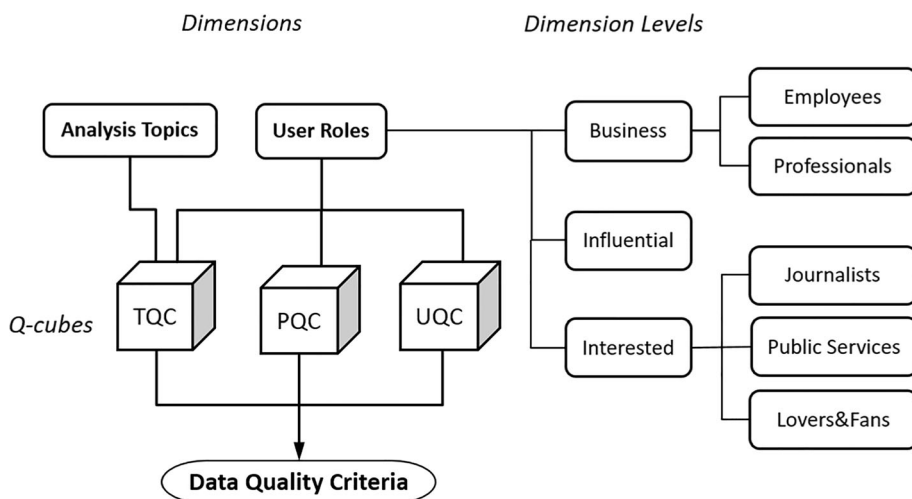 Dimensions
Dimension Levels
Analysis Topics
User Roles
Business
Employees
Professionals
Influential
Interested
Journalists
Public Services
Lovers&Fans
Q-cubes
TQC
PQC
UQC
Data Quality Criteria